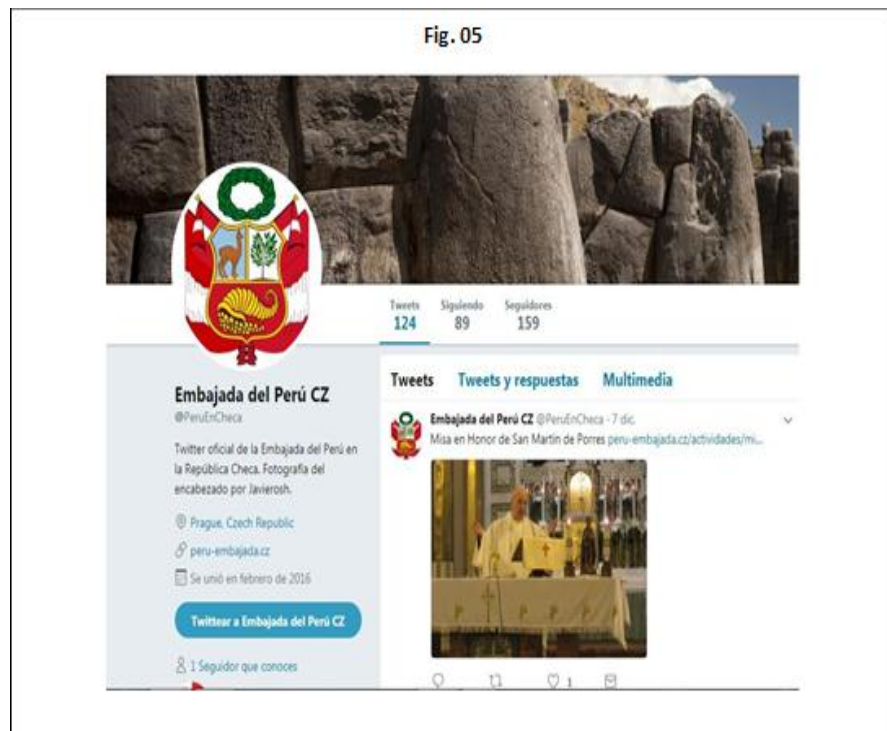 Fig. 05
Tweets Siguiendo Seguidores
124 89 159
Embajada del Perú CZ
@PeruEnCheca
Twitter oficial de la Embajada del Perú en
la República Checa. Fotografía del
encabezado por Javierosh.
Prague, Czech Republic
peru-embajada.cz
Se unió en febrero de 2016
Twittear a Embajada del Perú CZ
1 Seguidor que conoces
Tweets Tweets y respuestas Multimedia
Embajada del Perú CZ @PeruEnCheca - 7 dic.
Misa en Honor de San Martin de Porres peru-embajada.cz/actividades/mi...
1